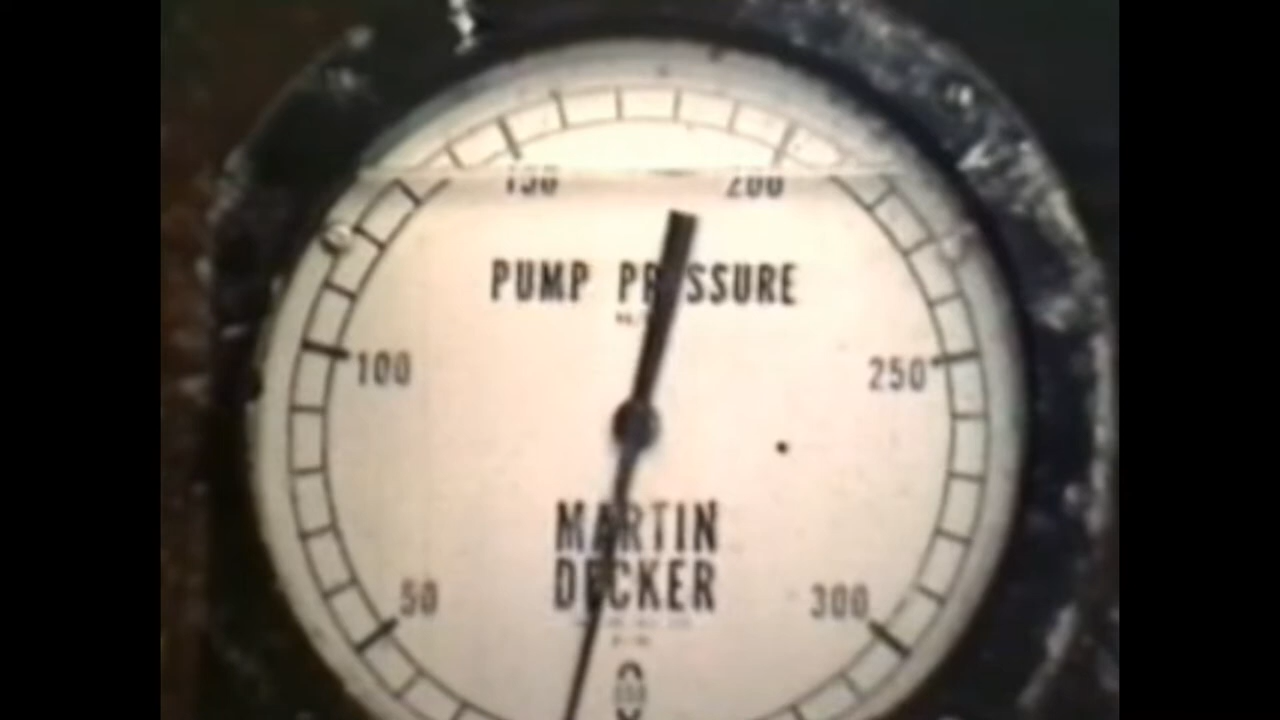 150 200
PUMP PRESSURE
100 250
MARTIN
DECKER
50 300